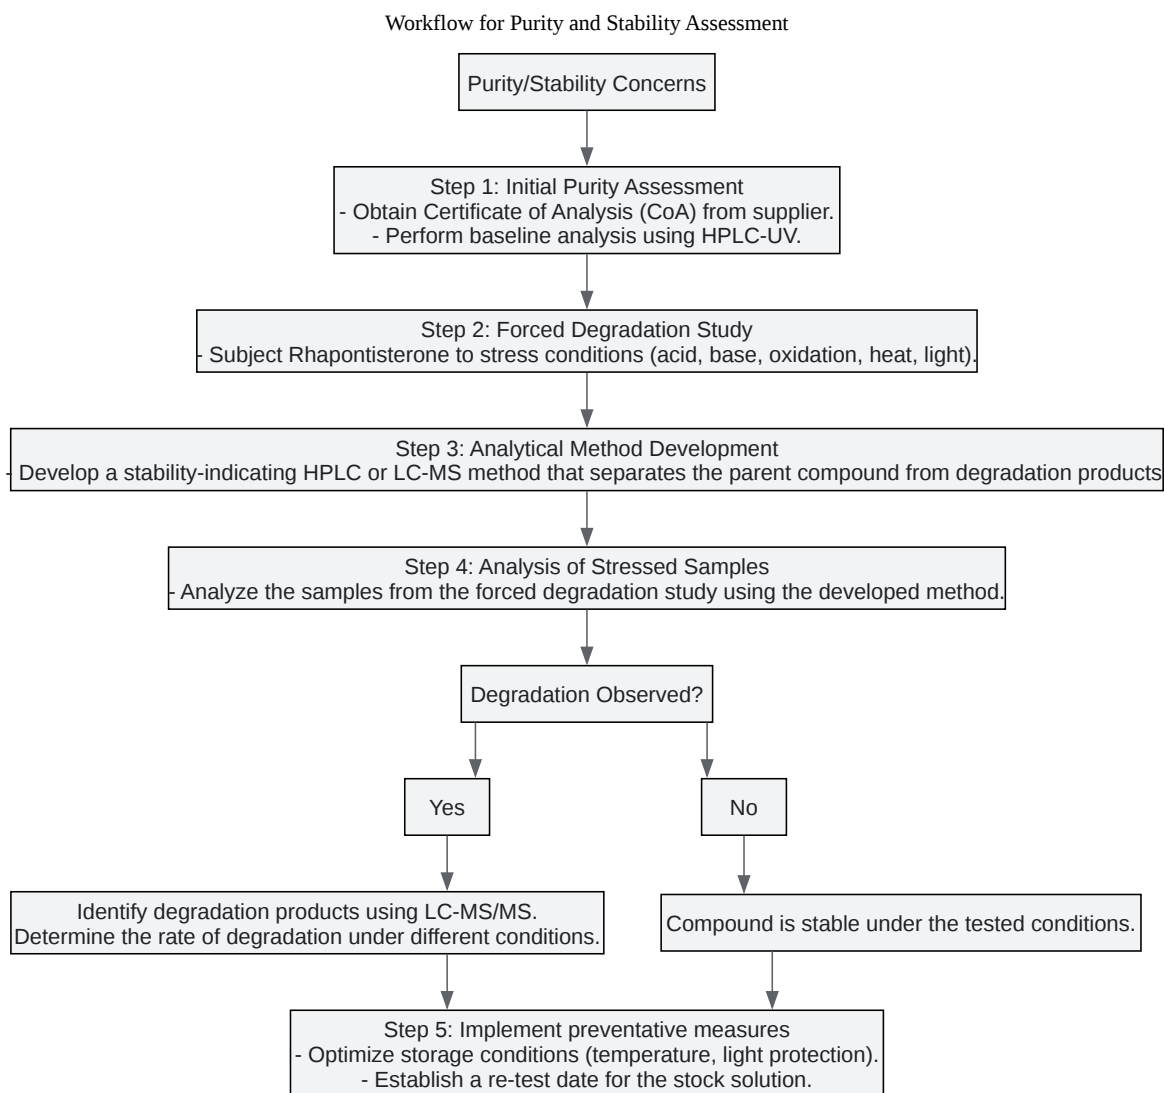 Workflow for Purity and Stability Assessment
Purity/Stability Concerns
Step 1: Initial Purity Assessment
- Obtain Certificate of Analysis (CoA) from supplier.
- Perform baseline analysis using HPLC-UV.
Step 2: Forced Degradation Study
- Subject Rhapontisterone to stress conditions (acid, base, oxidation, heat, light).
Step 3: Analytical Method Development
- Develop a stability-indicating HPLC or LC-MS method that separates the parent compound from degradation products
Step 4: Analysis of Stressed Samples
- Analyze the samples from the forced degradation study using the developed method.
Degradation Observed?
Yes
No
Identify degradation products using LC-MS/MS.
Determine the rate of degradation under different conditions.
Compound is stable under the tested conditions.
Step 5: Implement preventative measures
- Optimize storage conditions (temperature, light protection).
- Establish a re-test date for the stock solution.